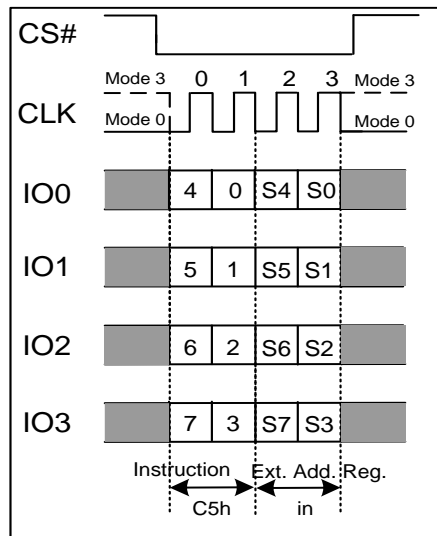 CS#
Mode 3 0 1 2 3 Mode 3
CLK
Mode 0 Mode 0
IO0 4 0 S4 S0
IO1 5 1 S5 S1
IO2 6 2 S6 S2
IO3 7 3 S7 S3
Instruction Ext. Add. Reg.
C5h in